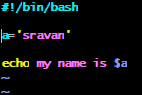 #!/bin/bash
a='sravan'
echo my name is $a
~
~